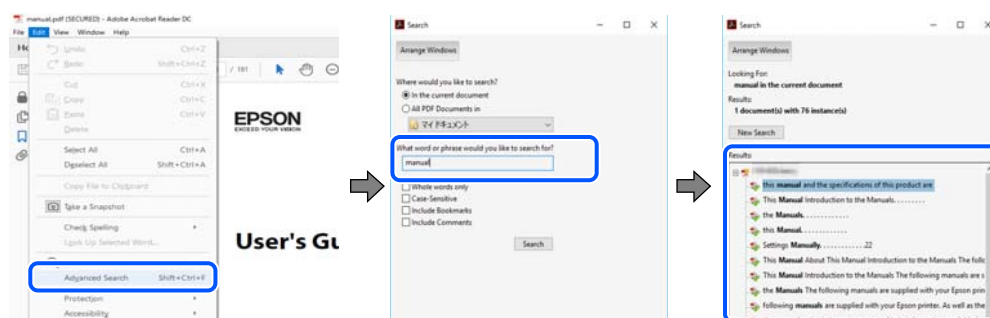 manual.pdf (SECURED) - Adobe Acrobat Reader DC
File Edit View Window Help
Undo Ctrl+Z
Redo Shift+Ctrl+Z
Cut Ctrl+X
Copy Ctrl+C
Paste Ctrl+V
Delete
Select All Ctrl+A
Deselect All Shift+Ctrl+A
Copy File to Clipboard
Take a Snapshot
Check Spelling
Look Up Selected Word...
Advanced Search Shift+Ctrl+F
Protection
Accessibility
/ 181
EPSON
EXCEED YOUR VISION
User's Gu
Search
Arrange Windows
Where would you like to search?
In the current document
All PDF Documents in
マイ ドキュメント
What word or phrase would you like to search for?
manual
Whole words only
Case-Sensitive
Include Bookmarks
Include Comments
Search
Search
Arrange Windows
Looking For:
manual in the current document
Results:
1 document(s) with 76 instance(s)
New Search
Results:
this manual and the specifications of this product are
This Manual Introduction to the Manuals. . . . . . . .
the Manuals. . . . . . . . . . . . .
this Manual. . . . . . . . . . . . .
Settings Manually. . . . . . . . . . . . .22
This Manual About This Manual Introduction to the Manuals The follo
This Manual Introduction to the Manuals The following manuals are s
the Manuals The following manuals are supplied with your Epson prin
following manuals are supplied with your Epson printer. As well as the